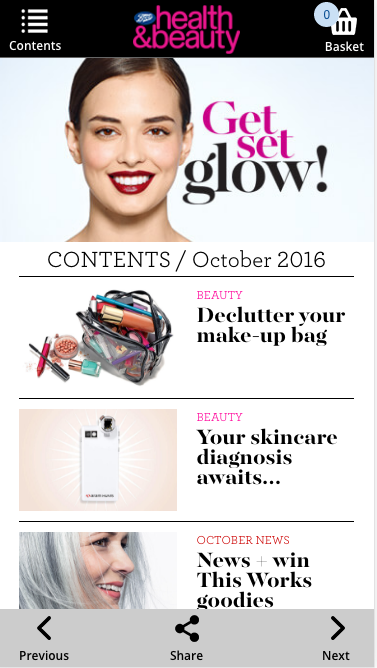 Contents
Boots
health
&beauty
0
Basket
Get
set
glow!
CONTENTS / October 2016
BEAUTY
Declutter your
make-up bag
BEAUTY
Your skincare
diagnosis
awaits...
OCTOBER NEWS
News + win
This Works
goodies
Previous
Share
Next